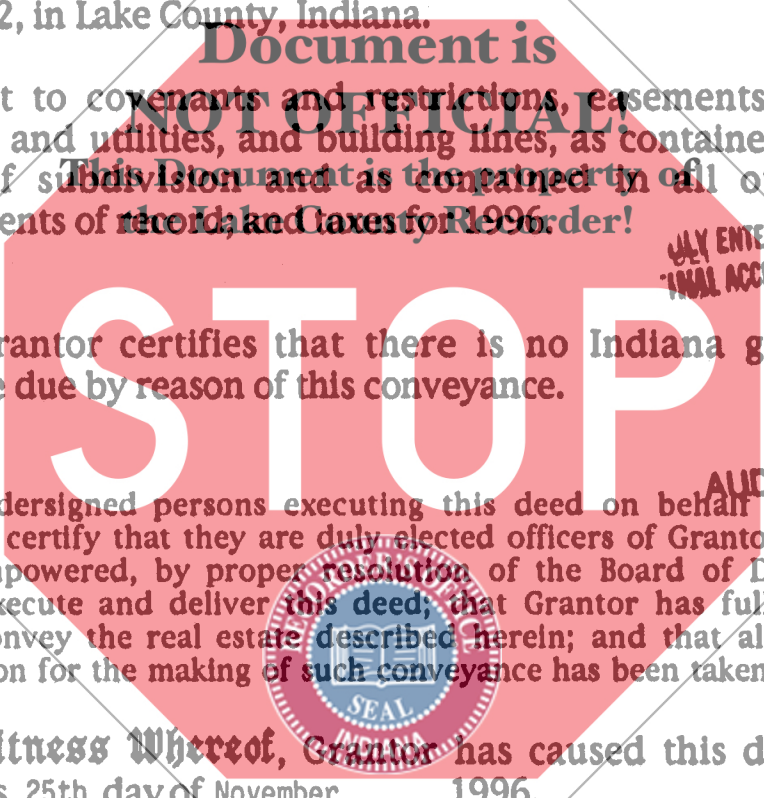 2, in Lake County, Indiana.
Document is
t to covenants and restrictions, easements
NOT OFFICIAL!
and utilities, and building lines, as containe
This Document is the property of
f subdivision and as contained in all o
the Lake County Recorder!
ents of record; and taxes for 1996.
STOP
rantor certifies that there is no Indiana g
e due by reason of this conveyance.
dersigned persons executing this deed on behalf
certify that they are duly elected officers of Granto
powered, by proper resolution of the Board of D
xecute and deliver this deed; that Grantor has ful
onvey the real estate described herein; and that al
on for the making of such conveyance has been taken
SEAL
INDIANA
itness Whereof, Grantor has caused this d
s 25th day of November 1996